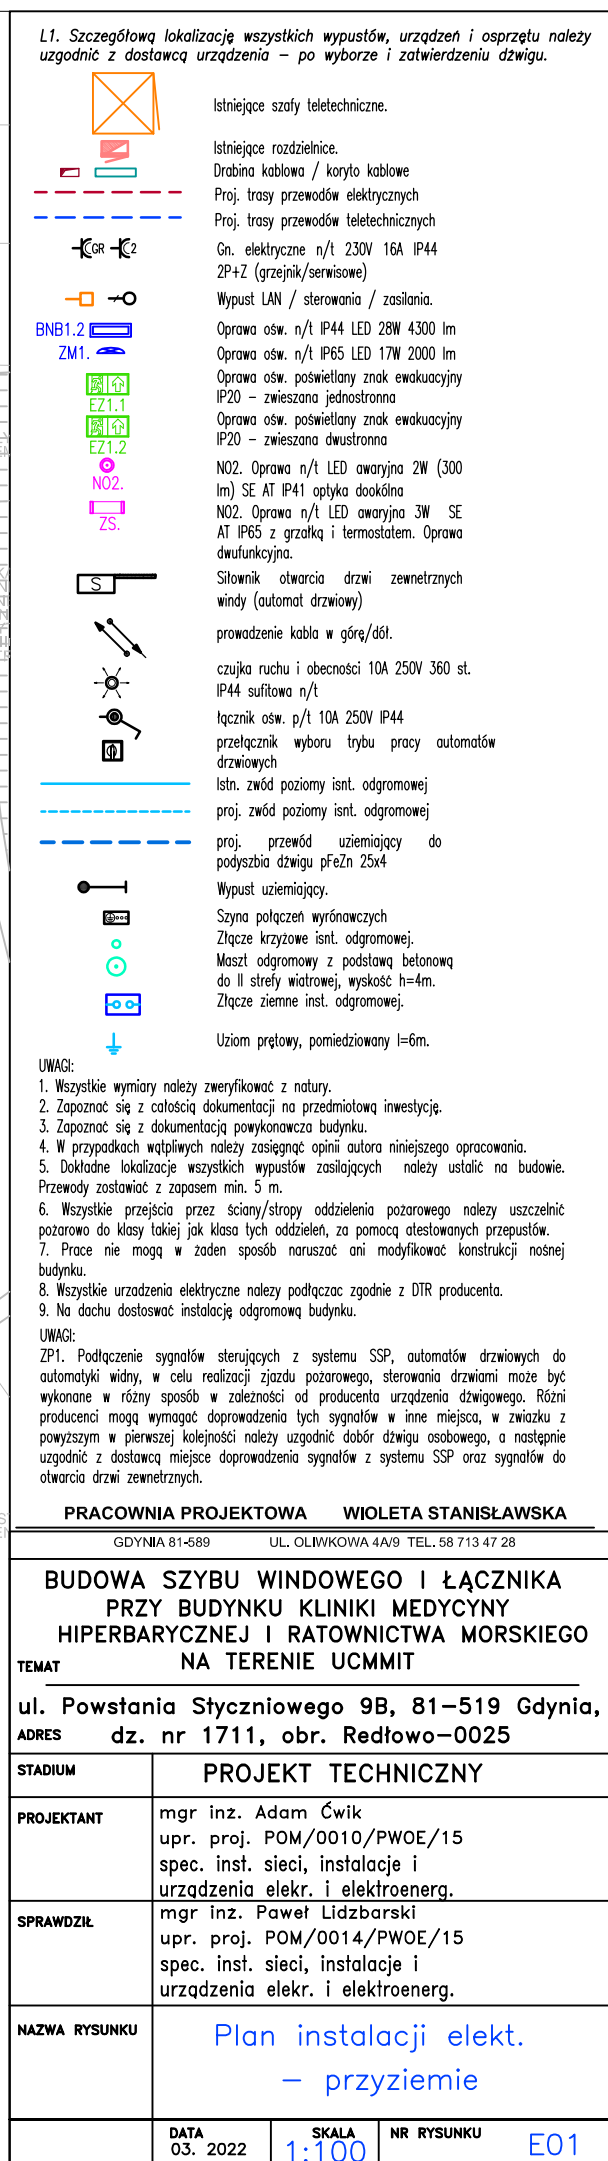 L1. Szczegółową lokalizację wszystkich wypustów, urządzeń i osprzętu należy
uzgodnić z dostawcą urządzenia – po wyborze i zatwierdzeniu dźwigu.
Istniejące szafy teletechniczne.
Istniejące rozdzielnice.
Drabina kablowa / koryto kablowe
Proj. trasy przewodów elektrycznych
Proj. trasy przewodów teletechnicznych
GR 2 Gn. elektryczne n/t 230V 16A IP44
2P+Z (grzejnik/serwisowe)
Wypust LAN / sterowania / zasilania.
BNB1.2 Oprawa ośw. n/t IP44 LED 28W 4300 lm
ZM1. Oprawa ośw. n/t IP65 LED 17W 2000 lm
Oprawa ośw. poświetlany znak ewakuacyjny
EZ1.1 IP20 – zwieszana jednostronna
Oprawa ośw. poświetlany znak ewakuacyjny
EZ1.2 IP20 – zwieszana dwustronna
NO2. Oprawa n/t LED awaryjna 2W (300
NO2. lm) SE AT IP41 optyka dookólna
NO2. Oprawa n/t LED awaryjna 3W SE
ZS. AT IP65 z grzałką i termostatem. Oprawa
dwufunkcyjna.
S Siłownik otwarcia drzwi zewnetrznych
windy (automat drzwiowy)
prowadzenie kabla w górę/dół.
czujka ruchu i obecności 10A 250V 360 st.
IP44 sufitowa n/t
łącznik ośw. p/t 10A 250V IP44
przełącznik wyboru trybu pracy automatów
drzwiowych
Istn. zwód poziomy isnt. odgromowej
proj. zwód poziomy isnt. odgromowej
proj. przewód uziemiający do
podyszbia dźwigu pFeZn 25x4
Wypust uziemiający.
Szyna połączeń wyrónawczych
Złącze krzyżowe isnt. odgromowej.
Maszt odgromowy z podstawą betonową
do II strefy wiatrowej, wyskość h=4m.
Złącze ziemne inst. odgromowej.
Uziom prętowy, pomiedziowany l=6m.
UWAGI:
1. Wszystkie wymiary należy zweryfikować z natury.
2. Zapoznać się z całością dokumentacji na przedmiotową inwestycję.
3. Zapoznać się z dokumentacją powykonawcza budynku.
4. W przypadkach wątpliwych należy zasięgnąć opinii autora niniejszego opracowania.
5. Dokładne lokalizacje wszystkich wypustów zasilających należy ustalić na budowie.
Przewody zostawiać z zapasem min. 5 m.
6. Wszystkie przejścia przez ściany/stropy oddzielenia pożarowego nalezy uszczelnić
pożarowo do klasy takiej jak klasa tych oddzieleń, za pomocą atestowanych przepustów.
7. Prace nie mogą w żaden sposób naruszać ani modyfikować konstrukcji nośnej
budynku.
8. Wszystkie urzadzenia elektryczne nalezy podłączac zgodnie z DTR producenta.
9. Na dachu dostoswać instalację odgromową budynku.
UWAGI:
ZP1. Podłączenie sygnałów sterujących z systemu SSP, automatów drzwiowych do
automatyki widny, w celu realizacji zjazdu pożarowego, sterowania drzwiami może być
wykonane w różny sposób w zależności od producenta urządzenia dźwigowego. Różni
producenci mogą wymagać doprowadzenia tych sygnałów w inne miejsca, w zwiazku z
powyższym w pierwszej kolejnośći należy uzgodnić dobór dźwigu osobowego, a następnie
uzgodnić z dostawcą miejsce doprowadzenia sygnałów z systemu SSP oraz sygnałów do
otwarcia drzwi zewnetrznych.
PRACOWNIA PROJEKTOWA WIOLETA STANISŁAWSKA
GDYNIA 81-589 UL. OLIWKOWA 4A/9 TEL. 58 713 47 28
BUDOWA SZYBU WINDOWEGO I ŁĄCZNIKA
PRZY BUDYNKU KLINIKI MEDYCYNY
HIPERBARYCZNEJ I RATOWNICTWA MORSKIEGO
TEMAT NA TERENIE UCMMIT
ul. Powstania Styczniowego 9B, 81–519 Gdynia,
ADRES dz. nr 1711, obr. Redłowo–0025
STADIUM PROJEKT TECHNICZNY
PROJEKTANT mgr inż. Adam Ćwik
upr. proj. POM/0010/PWOE/15
spec. inst. sieci, instalacje i
urządzenia elekr. i elektroenerg.
SPRAWDZIŁ mgr inż. Paweł Lidzbarski
upr. proj. POM/0014/PWOE/15
spec. inst. sieci, instalacje i
urządzenia elekr. i elektroenerg.
NAZWA RYSUNKU Plan instalacji elekt.
– przyziemie
DATA SKALA NR RYSUNKU
03. 2022 1:100 E01